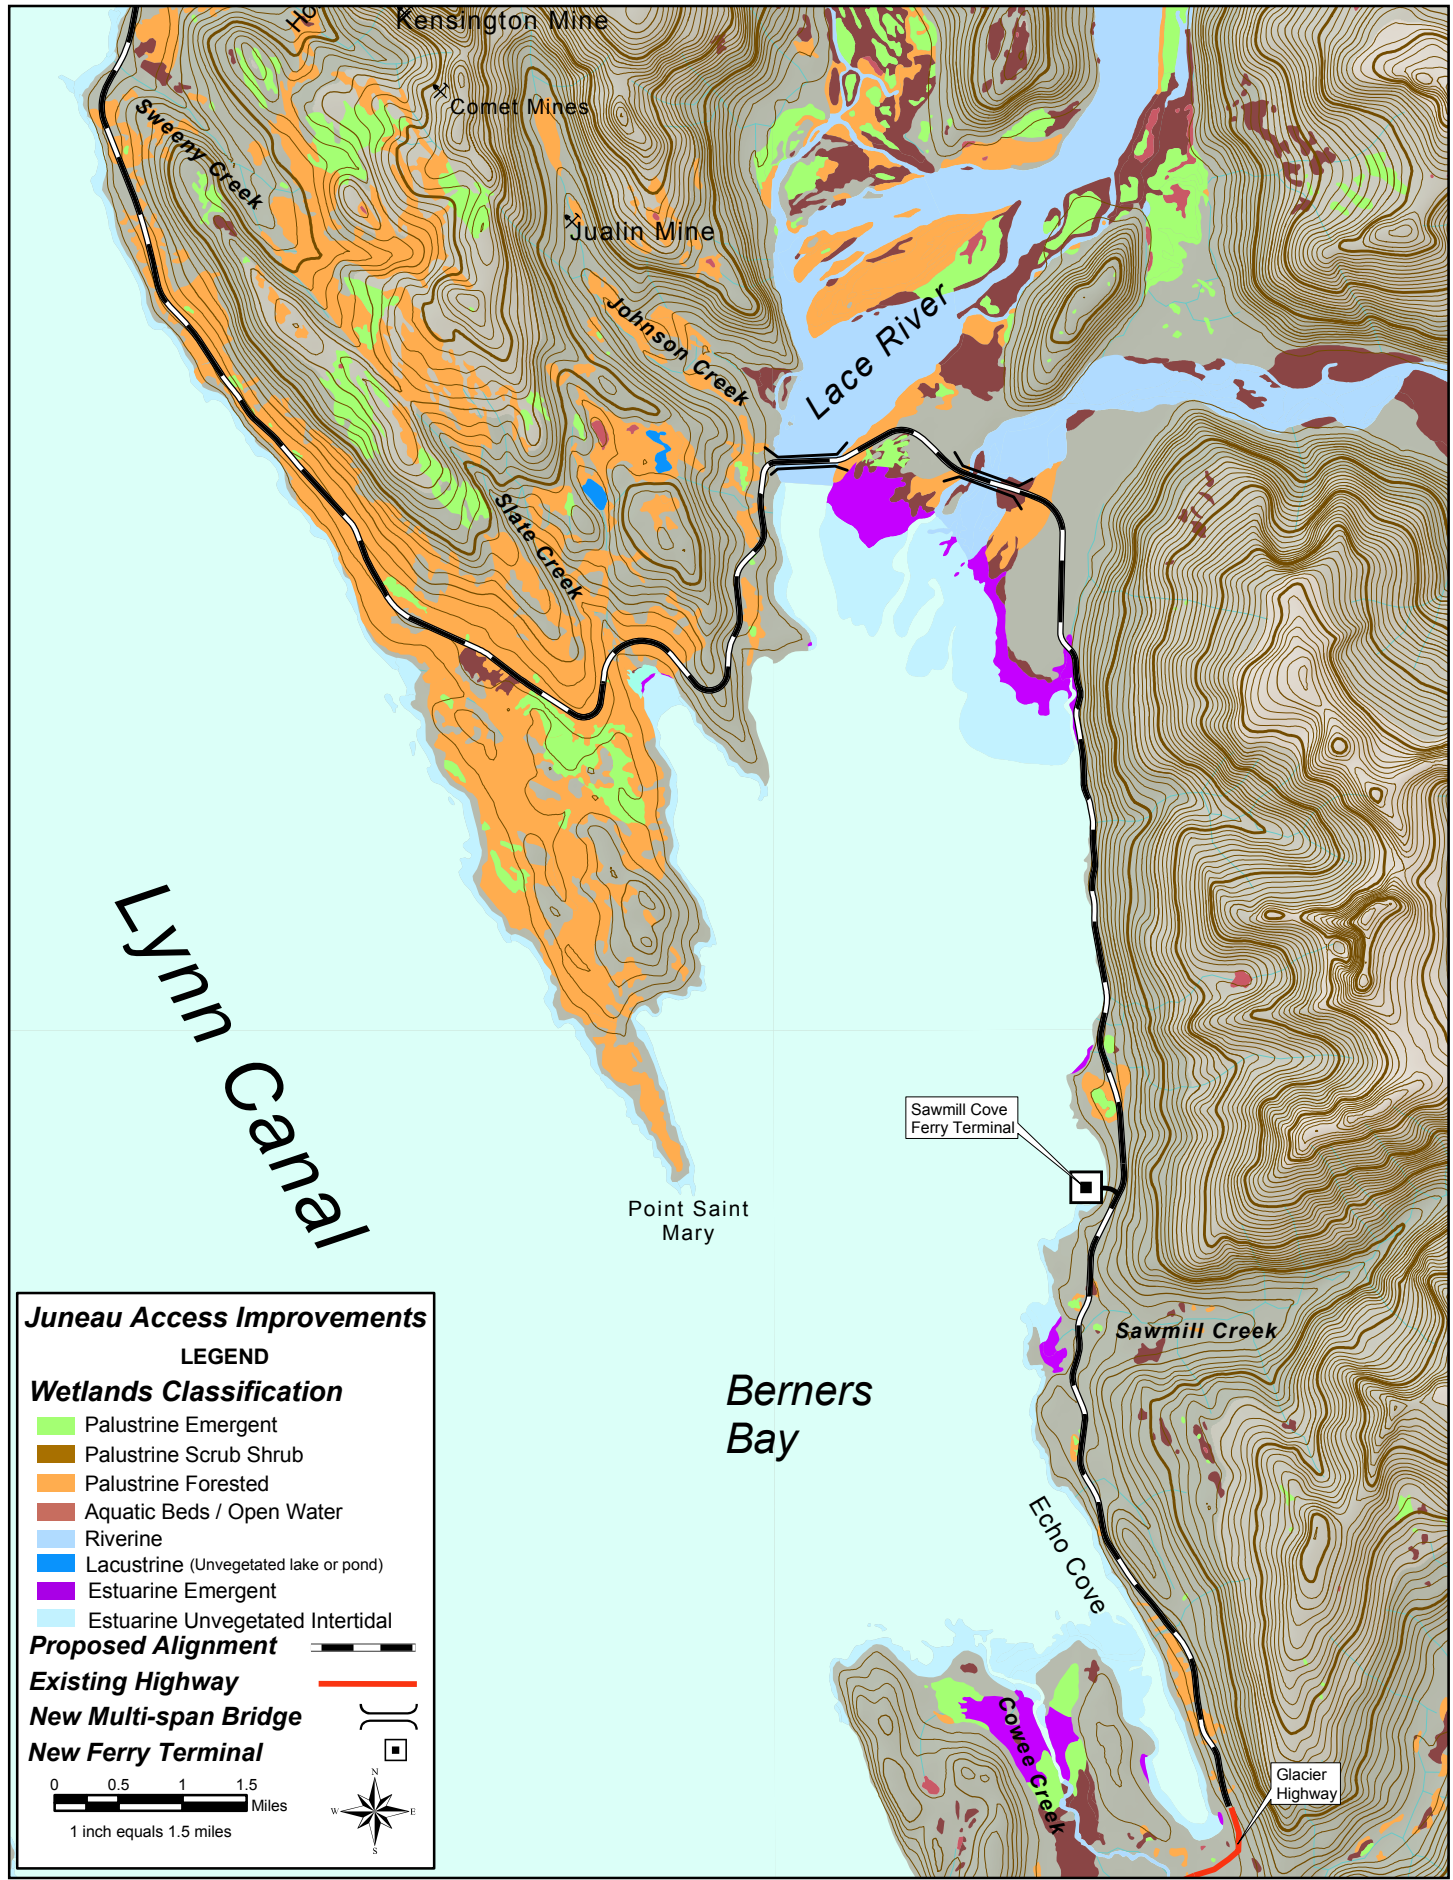 Ho
Kensington Mine
Comet Mines
Sweeny Creek
Jualin Mine
Johnson Creek
Lace River
Slate Creek
Lynn Canal
Sawmill Cove
Ferry Terminal
Point Saint
Mary
Sawmill Creek
Berners
Bay
Echo Cove
Cowee Creek
Glacier
Highway
Juneau Access Improvements
LEGEND
Wetlands Classification
Palustrine Emergent
Palustrine Scrub Shrub
Palustrine Forested
Aquatic Beds / Open Water
Riverine
Lacustrine (Unvegetated lake or pond)
Estuarine Emergent
Estuarine Unvegetated Intertidal
Proposed Alignment
Existing Highway
New Multi-span Bridge
New Ferry Terminal
0 0.5 1 1.5
Miles
1 inch equals 1.5 miles
N
W E
S